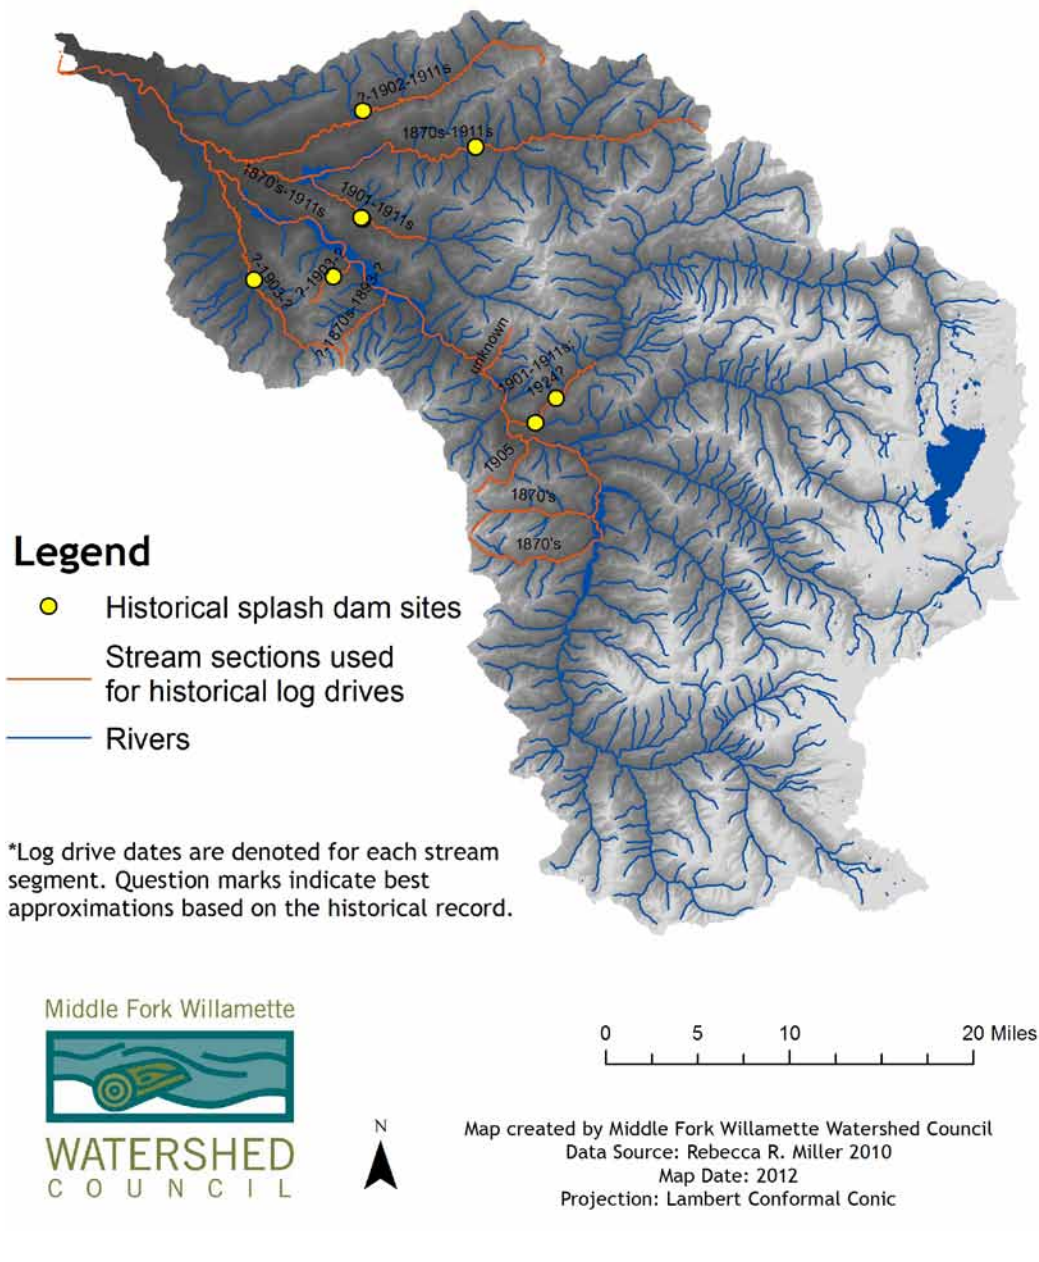 ?-1902-1911s
1870s-1911s
1870's-1911s
1901-1911s
?-1903-?
?-1903-?
?-1870s-1893-?
unknown
1901-1911s,
1924?
1905
1870's
1870's
Legend
Historical splash dam sites
Stream sections used
for historical log drives
Rivers
*Log drive dates are denoted for each stream
segment. Question marks indicate best
approximations based on the historical record.
Middle Fork Willamette
WATERSHED
COUNCIL
0 5 10 20 Miles
N
Map created by Middle Fork Willamette Watershed Council
Data Source: Rebecca R. Miller 2010
Map Date: 2012
Projection: Lambert Conformal Conic